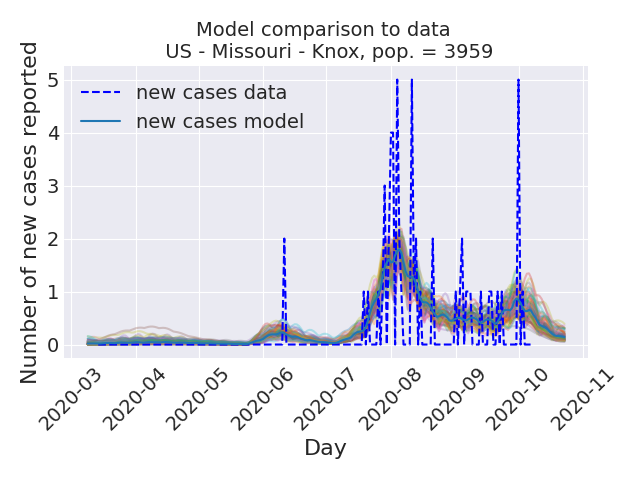 Model comparison to data
US - Missouri - Knox, pop. = 3959
Number of new cases reported
5
4
3
2
1
0
new cases data
new cases model
2020-03
2020-04
2020-05
2020-06
2020-07
2020-08
2020-09
2020-10
2020-11
Day